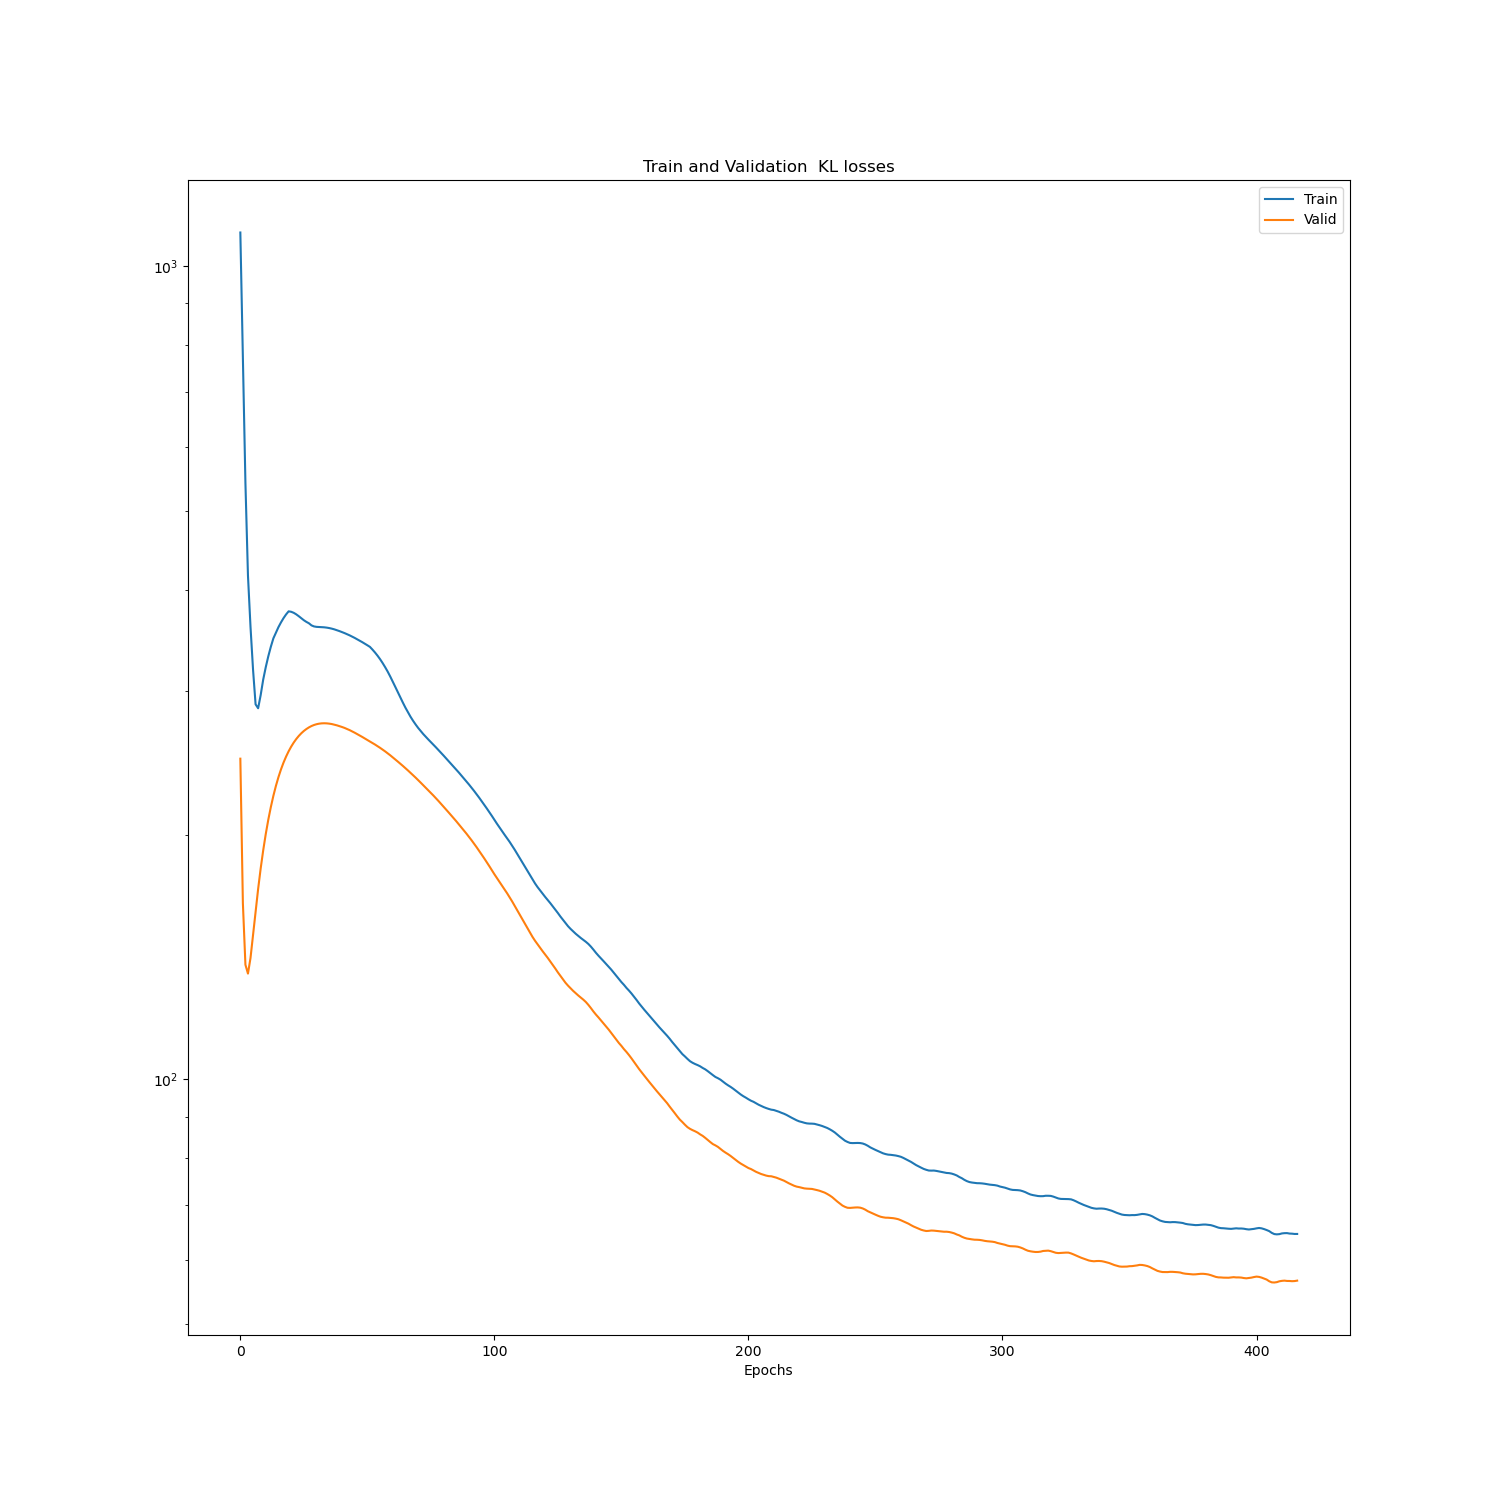 Train and Validation  KL losses
Train
Valid
10³
10²
0 100 200 300 400
Epochs